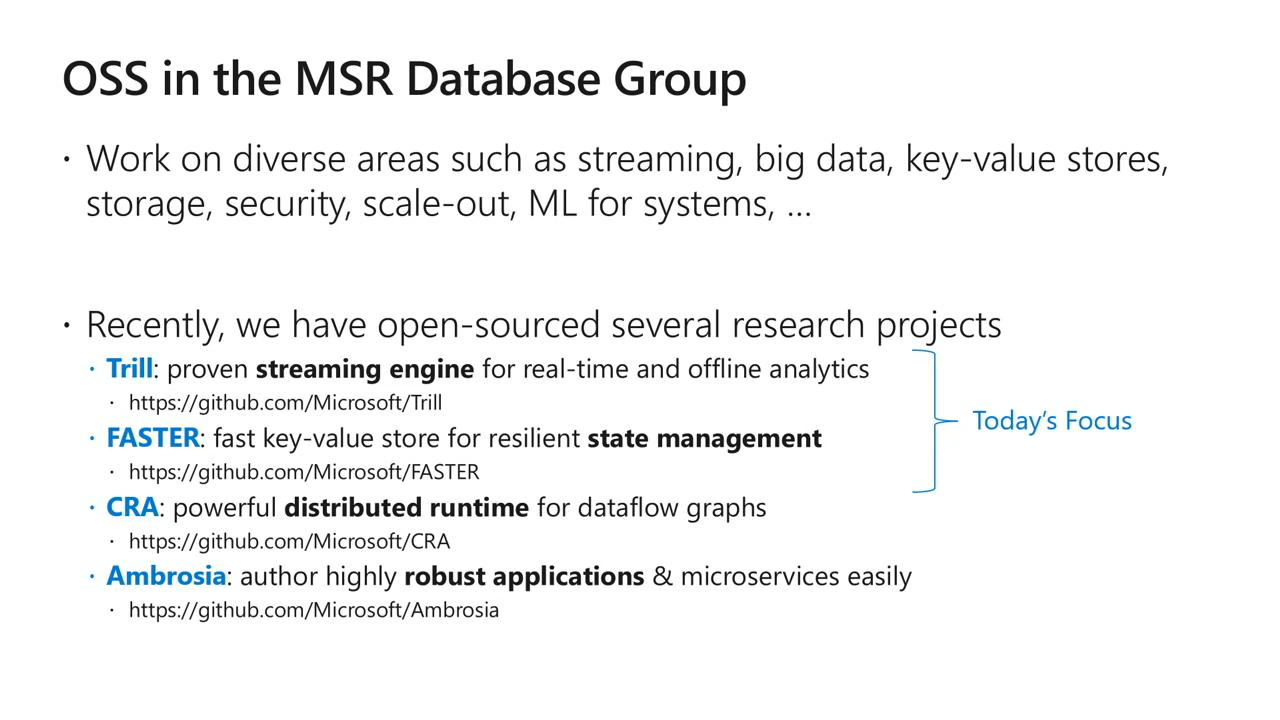 OSS in the MSR Database Group
· Work on diverse areas such as streaming, big data, key-value stores,
storage, security, scale-out, ML for systems, …
· Recently, we have open-sourced several research projects
· Trill: proven streaming engine for real-time and offline analytics
· https://github.com/Microsoft/Trill
· FASTER: fast key-value store for resilient state management
· https://github.com/Microsoft/FASTER
· CRA: powerful distributed runtime for dataflow graphs
· https://github.com/Microsoft/CRA
· Ambrosia: author highly robust applications & microservices easily
· https://github.com/Microsoft/Ambrosia
Today's Focus